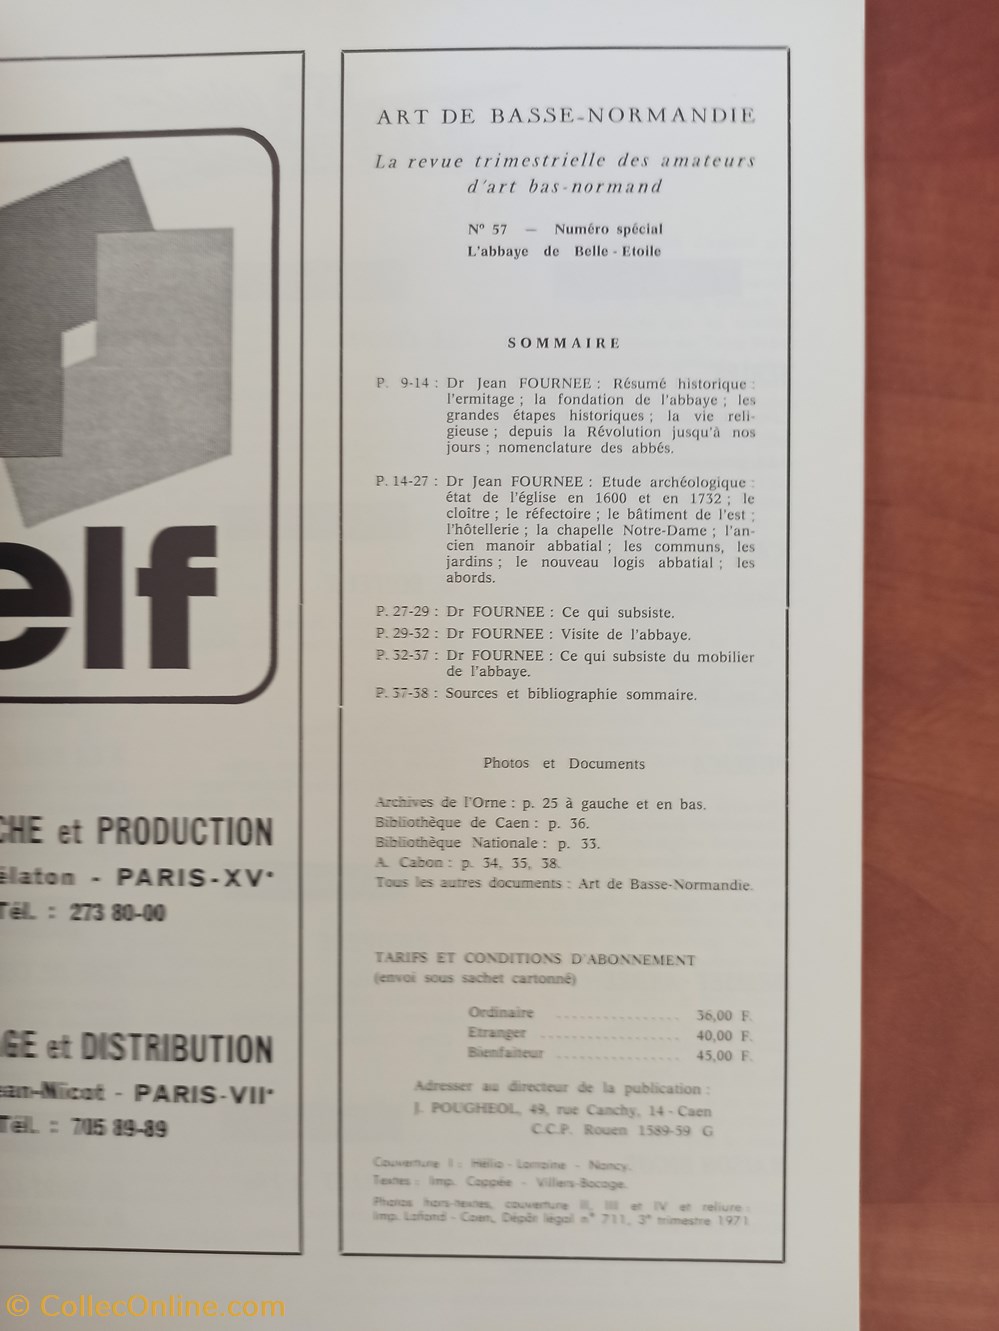 elf
CHE et PRODUCTION
élaton - PARIS-XVe
Tél. : 273 80-00
GE et DISTRIBUTION
ean-Nicot - PARIS-VIIe
Tél. : 705 89-89
ART DE BASSE-NORMANDIE
La revue trimestrielle des amateurs
d'art bas-normand
N° 57 — Numéro spécial
L'abbaye de Belle-Etoile
SOMMAIRE
P. 9-14 : Dr Jean FOURNEE : Résumé historique :
l'ermitage ; la fondation de l'abbaye ; les
grandes étapes historiques ; la vie reli-
gieuse ; depuis la Révolution jusqu'à nos
jours ; nomenclature des abbés.
P. 14-27 : Dr Jean FOURNEE : Etude archéologique :
état de l'église en 1600 et en 1732 ; le
cloître ; le réfectoire ; le bâtiment de l'est ;
l'hôtellerie ; la chapelle Notre-Dame ; l'an-
cien manoir abbatial ; les communs, les
jardins ; le nouveau logis abbatial ; les
abords.
P. 27-29 : Dr FOURNEE : Ce qui subsiste.
P. 29-32 : Dr FOURNEE : Visite de l'abbaye.
P. 32-37 : Dr FOURNEE : Ce qui subsiste du mobilier
de l'abbaye.
P. 37-38 : Sources et bibliographie sommaire.
Photos et Documents
Archives de l'Orne : p. 25 à gauche et en bas.
Bibliothèque de Caen : p. 36.
Bibliothèque Nationale : p. 33.
A. Cabon : p. 34, 35, 38.
Tous les autres documents : Art de Basse-Normandie.
TARIFS ET CONDITIONS D'ABONNEMENT
(envoi sous sachet cartonné)
Ordinaire ................ 36,00 F.
Etranger ................ 40,00 F.
Bienfaiteur ................ 45,00 F.
Adresser au directeur de la publication :
J. POUGHEOL, 49, rue Canchy, 14 - Caen
C.C.P. Rouen 1589-59 G
Couverture I : Hélio - Lorraine - Nancy.
Textes : Imp. Coppée - Villers-Bocage.
Photos hors-textes, couverture II, III et IV et reliure :
Imp. Lafond - Caen, Dépôt légal n° 711, 3e trimestre 1971
© CollecOnline.com